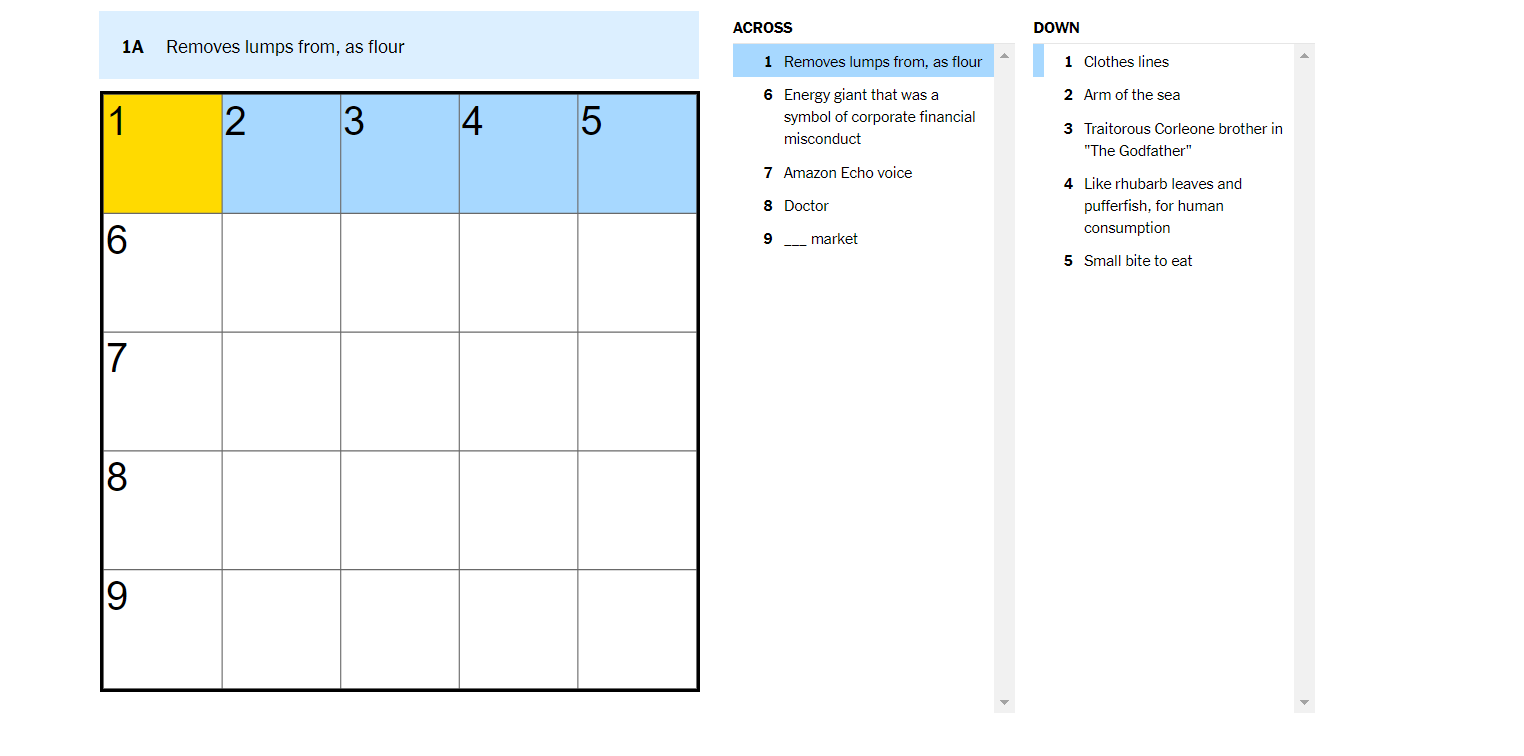 1A Removes lumps from, as flour
1 2 3 4 5
6
7
8
9
ACROSS
1 Removes lumps from, as flour
6 Energy giant that was a
symbol of corporate financial
misconduct
7 Amazon Echo voice
8 Doctor
9 ___ market
DOWN
1 Clothes lines
2 Arm of the sea
3 Traitorous Corleone brother in
"The Godfather"
4 Like rhubarb leaves and
pufferfish, for human
consumption
5 Small bite to eat